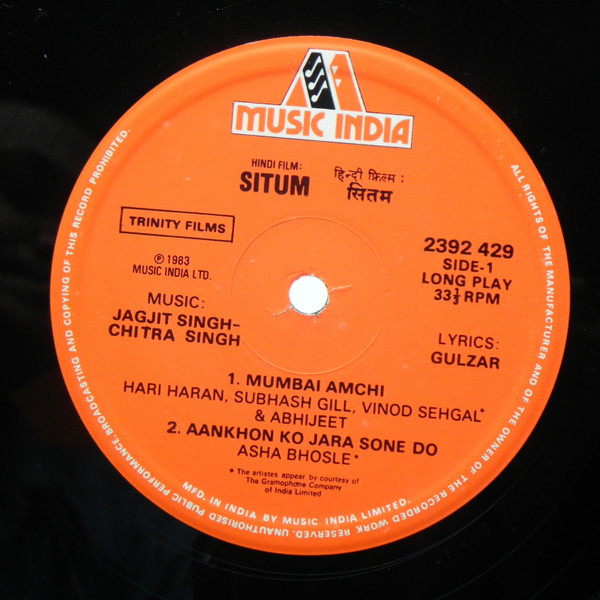 MUSIC INDIA
HINDI FILM:
SITUM
हिन्दी फ़िल्म :
सितम
TRINITY FILMS
℗ 1983
MUSIC INDIA LTD.
2392 429
SIDE-1
LONG PLAY
33⅓ RPM
MUSIC:
JAGJIT SINGH-
CHITRA SINGH
LYRICS:
GULZAR
1. MUMBAI AMCHI
HARI HARAN, SUBHASH GILL, VINOD SEHGAL*
& ABHIJEET
2. AANKHON KO JARA SONE DO
ASHA BHOSLE*
* The artistes appear by courtesy of
The Gramophone Company
of India Limited
MFD. IN INDIA BY MUSIC INDIA LIMITED.
ALL RIGHTS OF THE MANUFACTURER AND OF THE OWNER OF THE RECORDED WORK RESERVED. UNAUTHORISED PUBLIC PERFORMANCE, BROADCASTING AND COPYING OF THIS RECORD PROHIBITED.